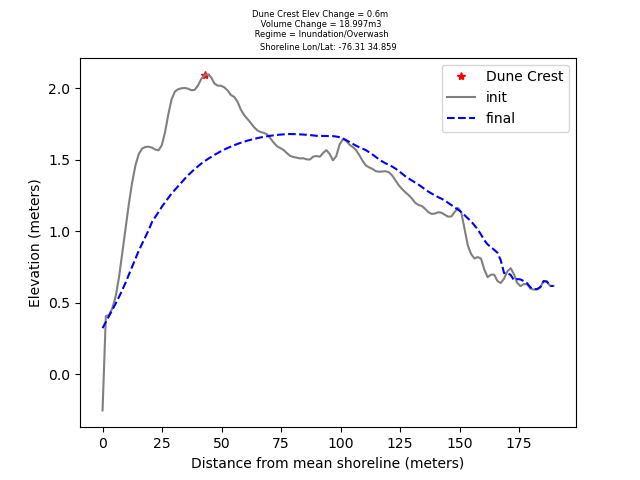 Dune Crest Elev Change = 0.6m
Volume Change = 18.997m3
Regime = Inundation/Overwash
Shoreline Lon/Lat: -76.31 34.859
Dune Crest
init
final
Elevation (meters)
2.0
1.5
1.0
0.5
0.0
0 25 50 75 100 125 150 175
Distance from mean shoreline (meters)